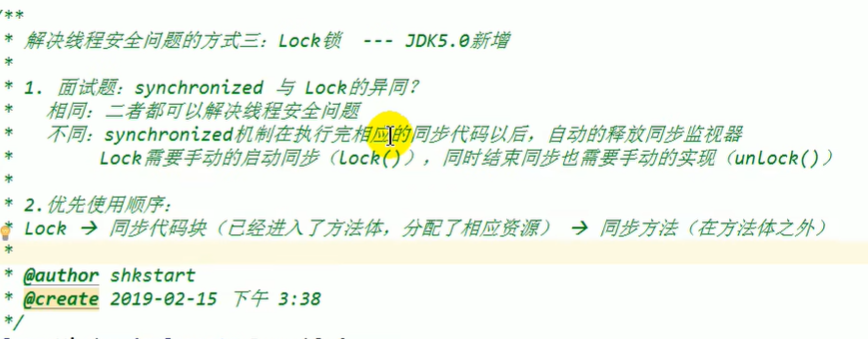 /**
* 解决线程安全问题的方式三：Lock锁 --- JDK5.0新增
*
* 1. 面试题：synchronized 与 Lock的异同？
* 相同：二者都可以解决线程安全问题
* 不同：synchronized机制在执行完相应的同步代码以后，自动的释放同步监视器
* Lock需要手动的启动同步（Lock()），同时结束同步也需要手动的实现（unlock()）
*
* 2.优先使用顺序：
* Lock → 同步代码块（已经进入了方法体，分配了相应资源） → 同步方法（在方法体之外）
*
* @author shkstart
* @create 2019-02-15 下午 3:38
*/